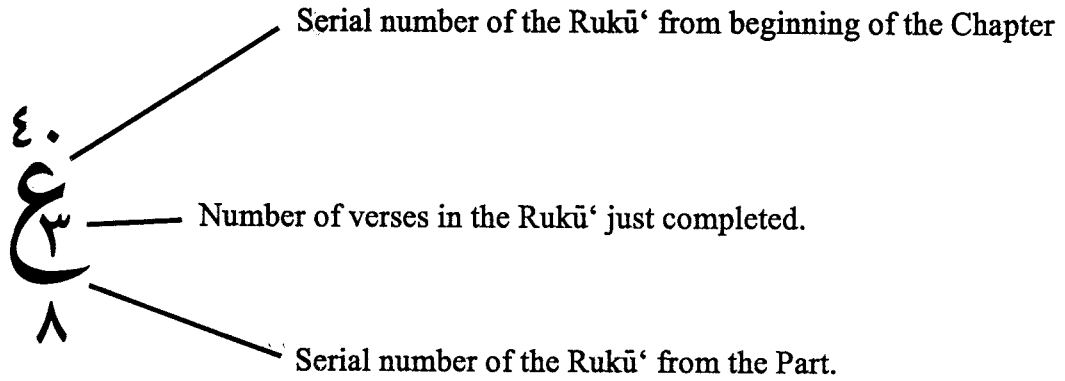 Serial number of the Rukū‘ from beginning of the Chapter
٤٠
ع
٣
Number of verses in the Rukū‘ just completed.
٨
Serial number of the Rukū‘ from the Part.